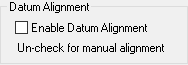 Datum Alignment
Enable Datum Alignment
Un-check for manual alignment